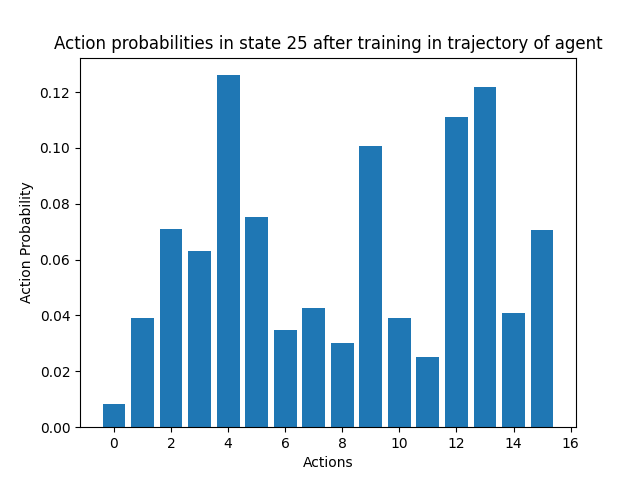 Action probabilities in state 25 after training in trajectory of agent
0.12
0.10
0.08
0.06
0.04
0.02
0.00
Action Probability
0 2 4 6 8 10 12 14 16
Actions